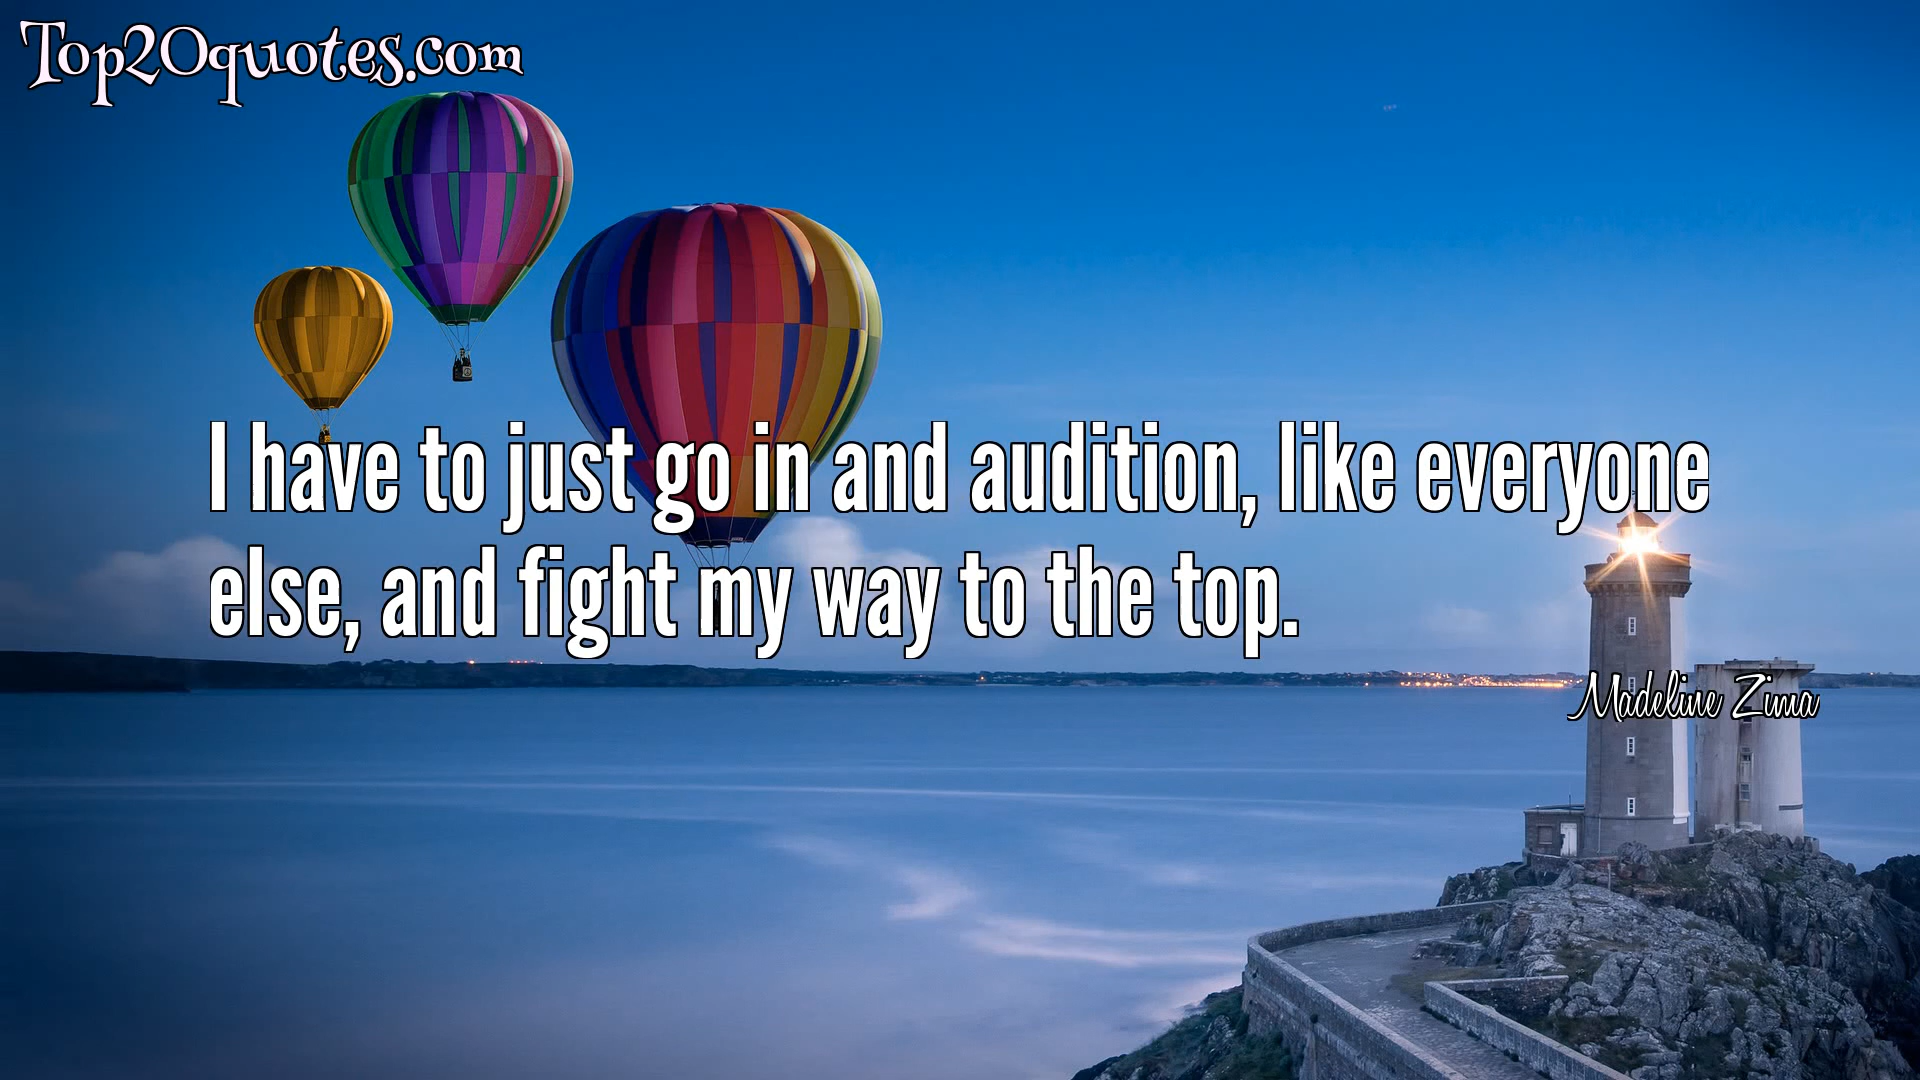 Top20quotes.com
I have to just go in and audition, like everyone
else, and fight my way to the top.
Madeline Zima